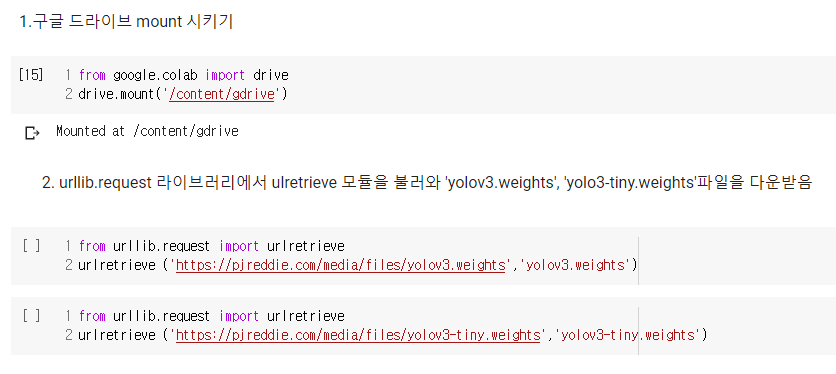 1.구글 드라이브 mount 시키기
[15] 1 from google.colab import drive
2 drive.mount('/content/gdrive')
Mounted at /content/gdrive
2. urllib.request 라이브러리에서 ulretrieve 모듈을 불러와 'yolov3.weights', 'yolo3-tiny.weights'파일을 다운받음
[ ] 1 from urllib.request import urlretrieve
2 urlretrieve ('https://pjreddie.com/media/files/yolov3.weights','yolov3.weights')
[ ] 1 from urllib.request import urlretrieve
2 urlretrieve ('https://pjreddie.com/media/files/yolov3-tiny.weights','yolov3-tiny.weights')